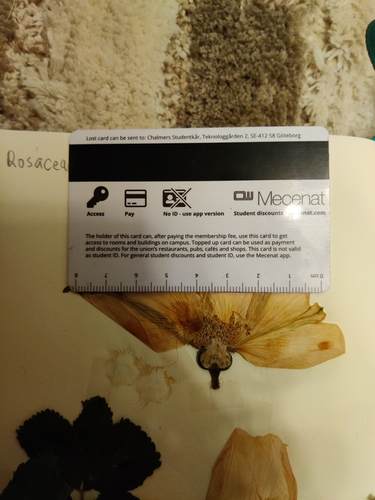 Lost card can be sent to: Chalmers Studentkår, Teknologgården 2, SE-412 58 Göteborg
Rosacea
Access
Pay
No ID - use app version
Mecenat
Student discounts
nat.com
The holder of this card can, after paying the membership fee, use this card to get
access to rooms and buildings on campus. Topped up card can be used as payment
and discounts for the union's restaurants, pubs, cafés and shops. This card is not valid
as student ID. For general student discounts and student ID, use the Mecenat app.
8 7 6 5 4 3 2 1 0 cm